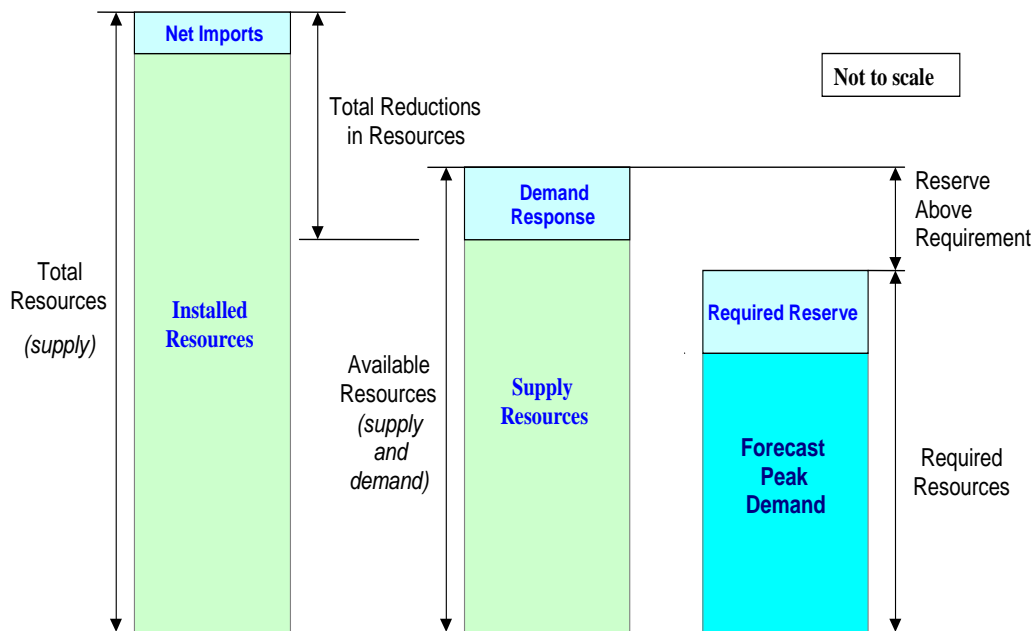 Net Imports
Not to scale
Total Reductions
in Resources
Demand
Response
Reserve
Above
Requirement
Total
Resources
(supply)
Installed
Resources
Required Reserve
Available
Resources
(supply
and
demand)
Supply
Resources
Forecast
Peak
Demand
Required
Resources